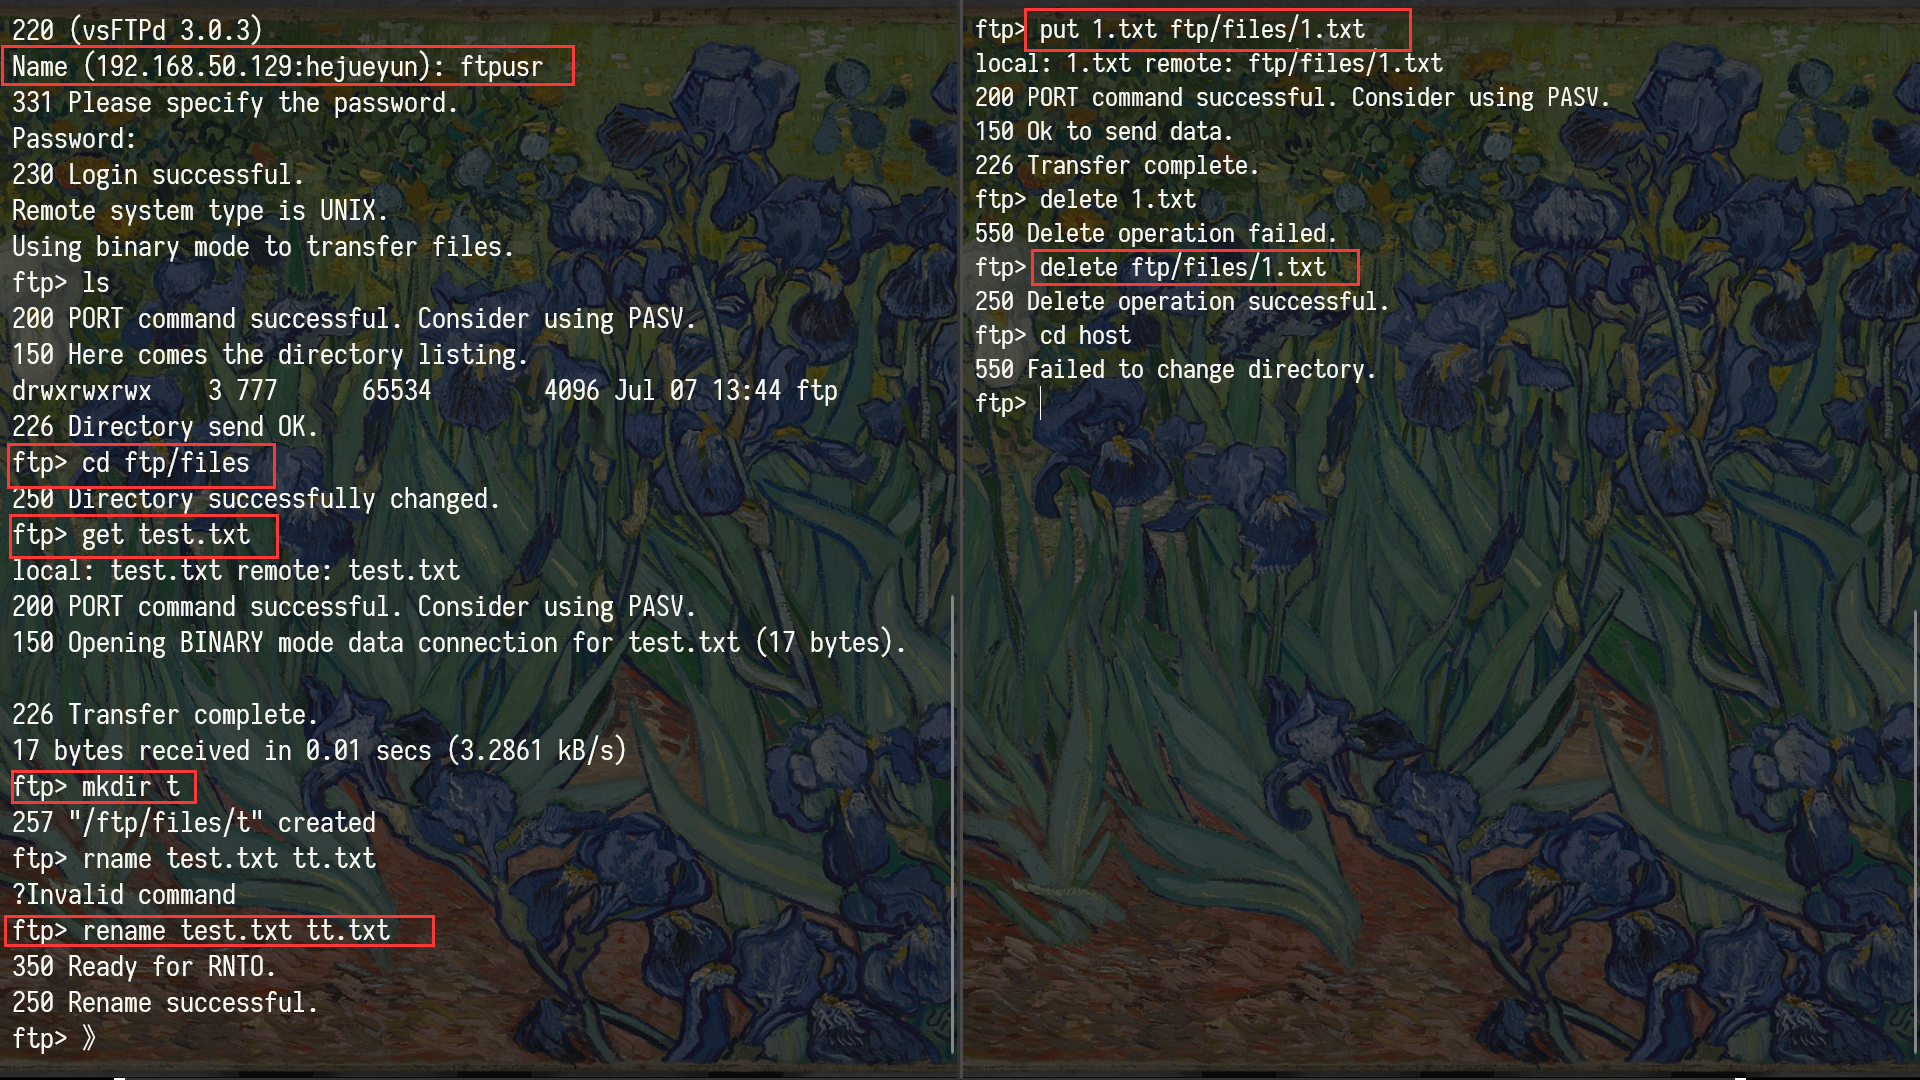 220 (vsFTPd 3.0.3)
Name (192.168.50.129:hejueyun): ftpusr
331 Please specify the password.
Password:
230 Login successful.
Remote system type is UNIX.
Using binary mode to transfer files.
ftp> ls
200 PORT command successful. Consider using PASV.
150 Here comes the directory listing.
drwxrwxrwx    3 777      65534        4096 Jul 07 13:44 ftp
226 Directory send OK.
ftp> cd ftp/files
250 Directory successfully changed.
ftp> get test.txt
local: test.txt remote: test.txt
200 PORT command successful. Consider using PASV.
150 Opening BINARY mode data connection for test.txt (17 bytes).
226 Transfer complete.
17 bytes received in 0.01 secs (3.2861 kB/s)
ftp> mkdir t
257 "/ftp/files/t" created
ftp> rname test.txt tt.txt
?Invalid command
ftp> rename test.txt tt.txt
350 Ready for RNTO.
250 Rename successful.
ftp> 》
ftp> put 1.txt ftp/files/1.txt
local: 1.txt remote: ftp/files/1.txt
200 PORT command successful. Consider using PASV.
150 Ok to send data.
226 Transfer complete.
ftp> delete 1.txt
550 Delete operation failed.
ftp> delete ftp/files/1.txt
250 Delete operation successful.
ftp> cd host
550 Failed to change directory.
ftp>